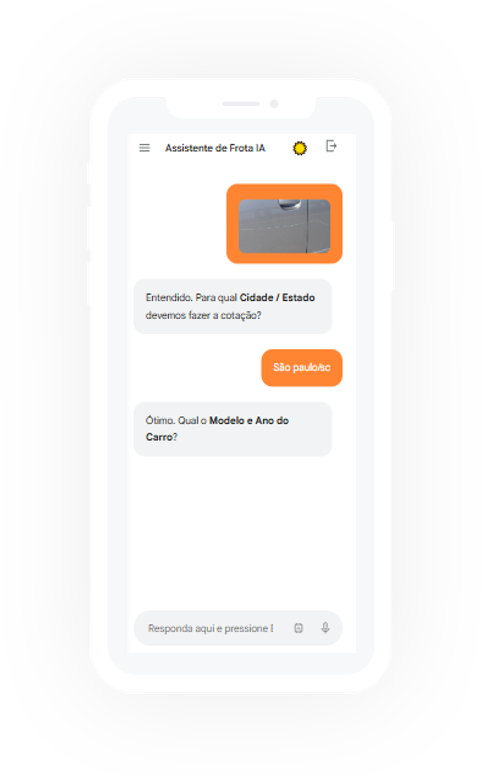 Assistente de Frota IA
Entendido. Para qual Cidade / Estado
devemos fazer a cotação?
São paulo/sc
Ótimo. Qual o Modelo e Ano do
Carro?
Responda aqui e pressione E